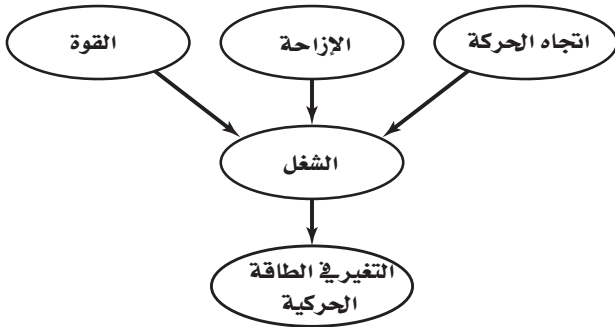 اتجاه الحركة
الإزاحة
القوة
الشغل
التغير في الطاقة
الحركية